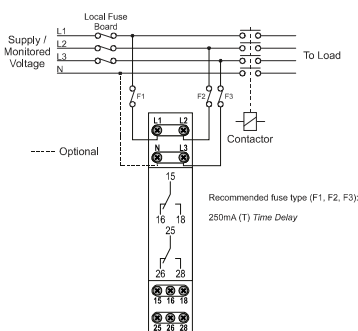 Local Fuse
Board
Supply /
Monitored
Voltage
L1
L2
L3
N
To Load
F1
F2
F3
Contactor
L1 L2
N L3
Optional
15
16 18
25
26 28
Recommended fuse type (F1, F2, F3):
250mA (T) Time Delay
15 16 18
25 26 28